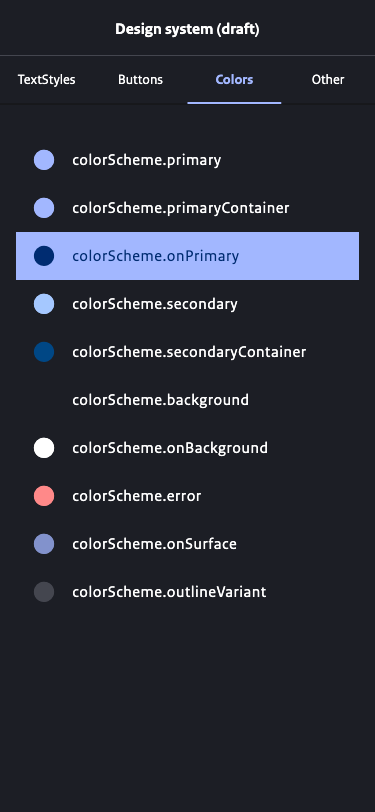 Design system (draft)
TextStyles Buttons Colors Other
colorScheme.primary
colorScheme.primaryContainer
colorScheme.onPrimary
colorScheme.secondary
colorScheme.secondaryContainer
colorScheme.background
colorScheme.onBackground
colorScheme.error
colorScheme.onSurface
colorScheme.outlineVariant